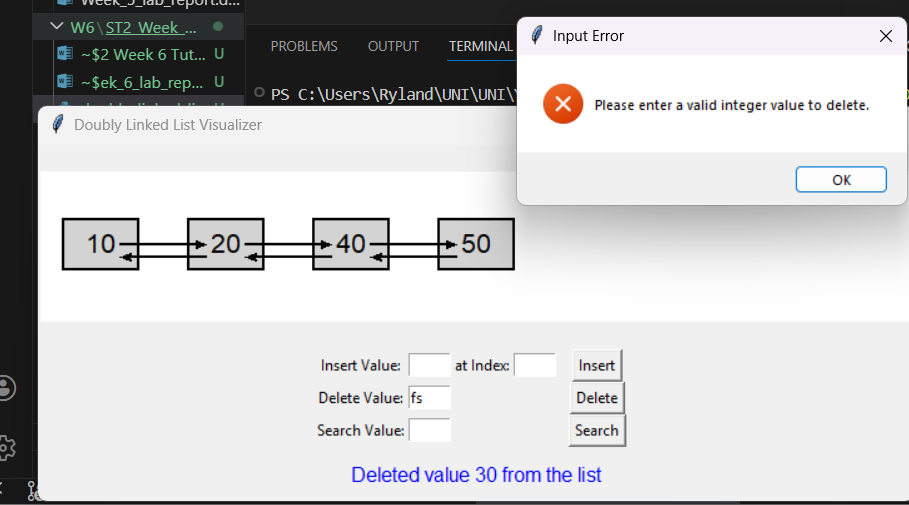 Week_5_lab_report.d...
W6\ST2_Week_...
~$2 Week 6 Tut... U
~$ek_6_lab_rep... U
PROBLEMS OUTPUT TERMINAL
PS C:\Users\Ryland\UNI\UNI\
Input Error
Please enter a valid integer value to delete.
OK
Doubly Linked List Visualizer
10 20 40 50
Insert Value: at Index: Insert
Delete Value: fs Delete
Search Value: Search
Deleted value 30 from the list